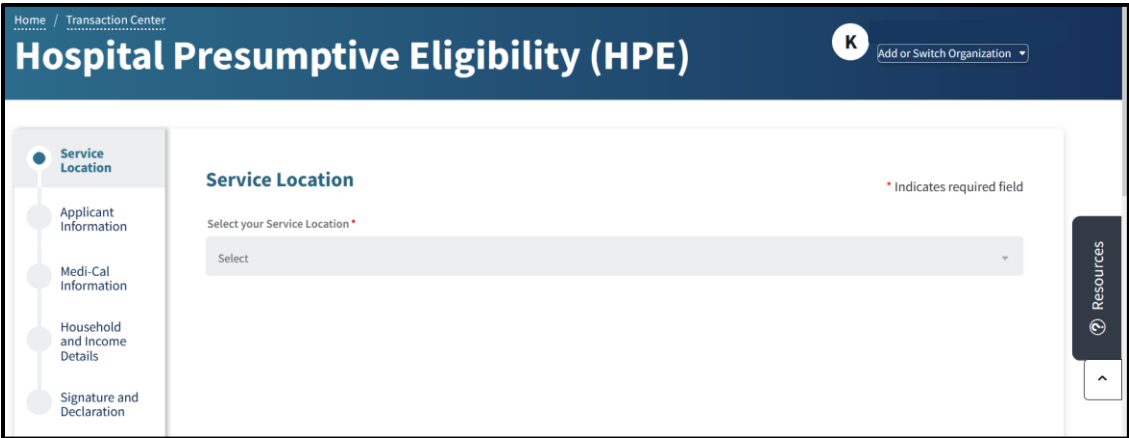 Home / Transaction Center
Hospital Presumptive Eligibility (HPE)
K
Add or Switch Organization
Service
Location
Applicant
Information
Medi-Cal
Information
Household
and Income
Details
Signature and
Declaration
Service Location
* Indicates required field
Select your Service Location *
Select
Resources